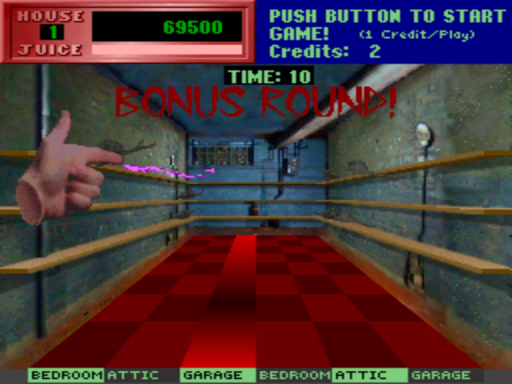 HOUSE
1
JUICE
69500
PUSH BUTTON TO START
GAME! (1 Credit/Play)
Credits: 2
TIME: 10
BONUS ROUND!
BEDROOM ATTIC GARAGE BEDROOM ATTIC GARAGE